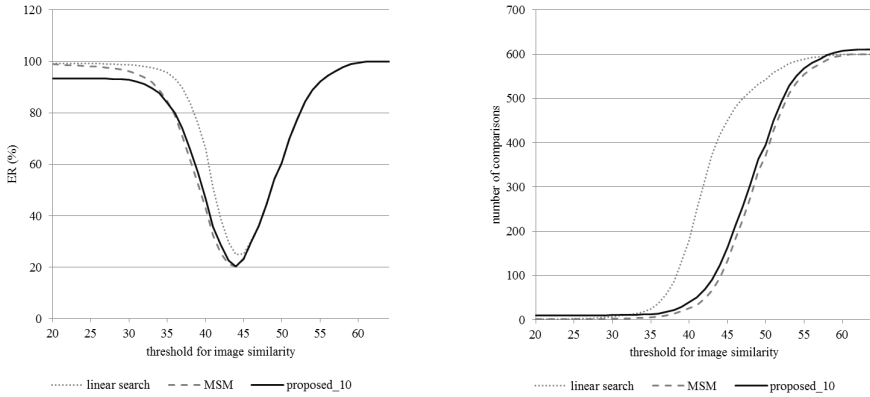 120
100
80
60
40
20
0
ER (%)
20 25 30 35 40 45 50 55 60
threshold for image similarity
linear search MSM proposed_10
700
600
500
400
300
200
100
0
number of comparisons
20 25 30 35 40 45 50 55 60
threshold for image similarity
linear search MSM proposed_10